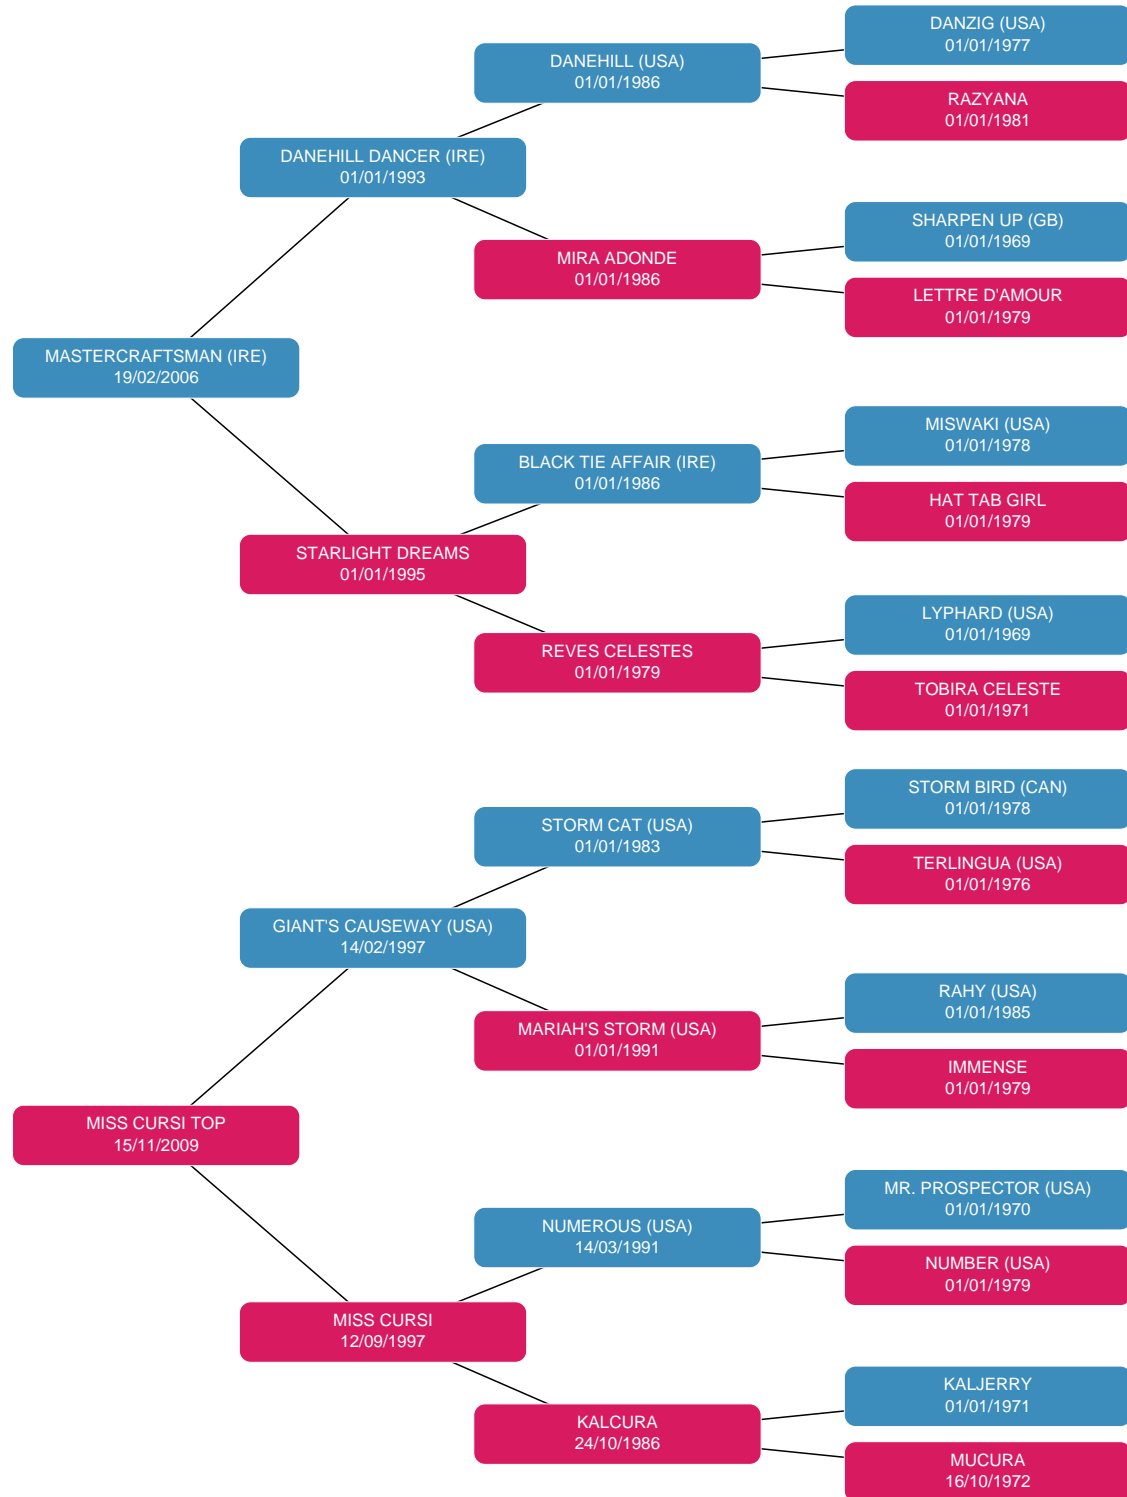 DANZIG (USA)
01/01/1977
DANEHILL (USA)
01/01/1986
RAZYANA
01/01/1981
DANEHILL DANCER (IRE)
01/01/1993
SHARPEN UP (GB)
01/01/1969
MIRA ADONDE
01/01/1986
LETTRE D'AMOUR
01/01/1979
MASTERCRAFTSMAN (IRE)
19/02/2006
MISWAKI (USA)
01/01/1978
BLACK TIE AFFAIR (IRE)
01/01/1986
HAT TAB GIRL
01/01/1979
STARLIGHT DREAMS
01/01/1995
LYPHARD (USA)
01/01/1969
REVES CELESTES
01/01/1979
TOBIRA CELESTE
01/01/1971
STORM BIRD (CAN)
01/01/1978
STORM CAT (USA)
01/01/1983
TERLINGUA (USA)
01/01/1976
GIANT'S CAUSEWAY (USA)
14/02/1997
RAHY (USA)
01/01/1985
MARIAH'S STORM (USA)
01/01/1991
IMMENSE
01/01/1979
MISS CURSI TOP
15/11/2009
MR. PROSPECTOR (USA)
01/01/1970
NUMEROUS (USA)
14/03/1991
NUMBER (USA)
01/01/1979
MISS CURSI
12/09/1997
KALJERRY
01/01/1971
KALCURA
24/10/1986
MUCURA
16/10/1972